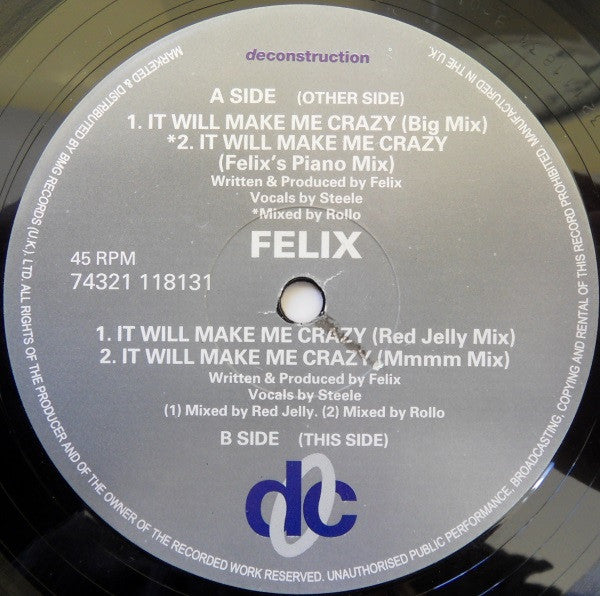 deconstruction
A SIDE (OTHER SIDE)
1. IT WILL MAKE ME CRAZY (Big Mix)
*2. IT WILL MAKE ME CRAZY
(Felix's Piano Mix)
Written & Produced by Felix
Vocals by Steele
*Mixed by Rollo
FELIX
45 RPM
74321 118131
1. IT WILL MAKE ME CRAZY (Red Jelly Mix)
2. IT WILL MAKE ME CRAZY (Mmmm Mix)
Written & Produced by Felix
Vocals by Steele
(1) Mixed by Red Jelly. (2) Mixed by Rollo
B SIDE (THIS SIDE)
dc
MARKETED & DISTRIBUTED BY BMG RECORDS (U.K.) LTD. ALL RIGHTS OF THE PRODUCER AND OF THE OWNER OF THE RECORDED WORK RESERVED. UNAUTHORISED PUBLIC PERFORMANCE, BROADCASTING, COPYING AND RENTAL OF THIS RECORD PROHIBITED. MANUFACTURED IN THE U.K.